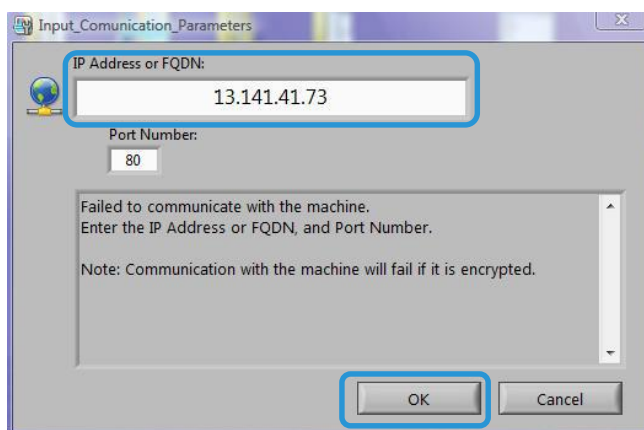 Input_Comunication_Parameters
IP Address or FQDN:
13.141.41.73
Port Number:
80
Failed to communicate with the machine.
Enter the IP Address or FQDN, and Port Number.
Note: Communication with the machine will fail if it is encrypted.
OK
Cancel